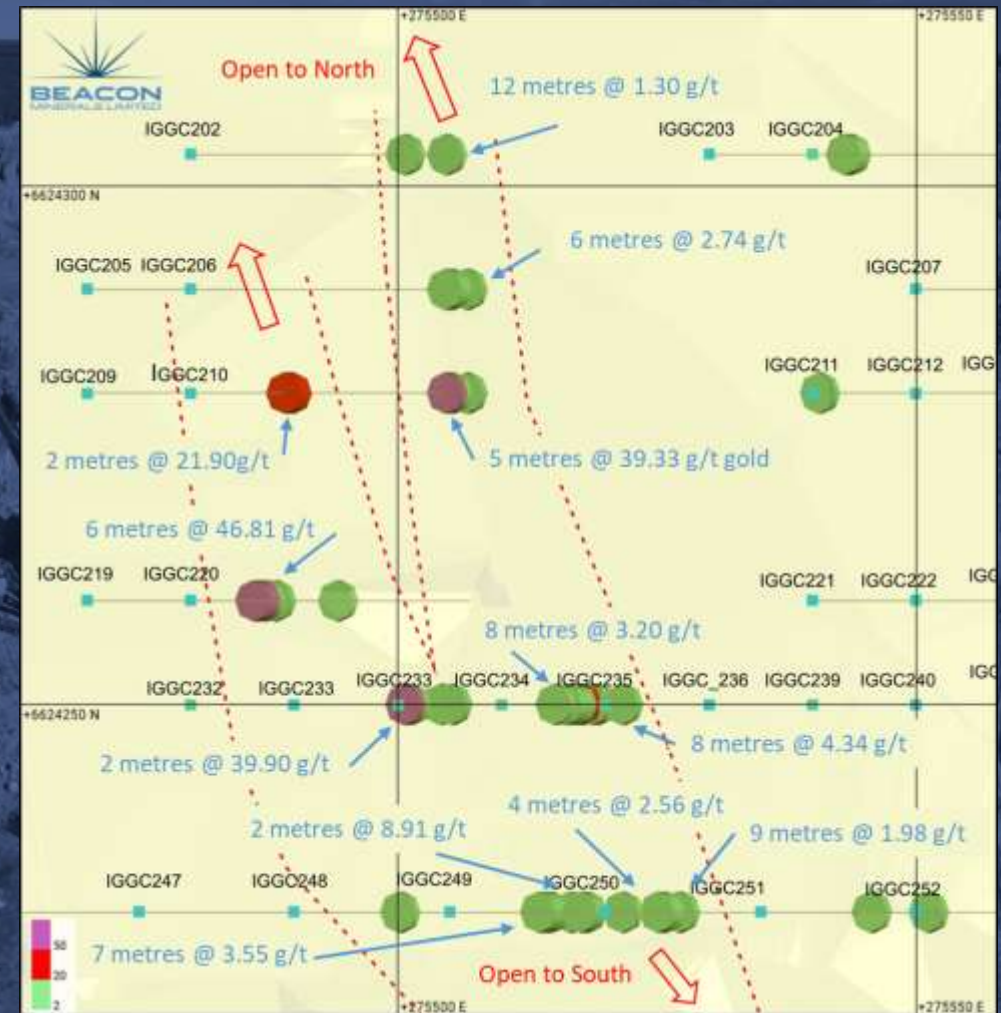 +275500 E
+275550 E
BEACON
MINERALS LIMITED
Open to North
12 metres @ 1.30 g/t
IGGC202
IGGC203
IGGC204
+6624300 N
6 metres @ 2.74 g/t
IGGC205
IGGC206
IGGC207
IGGC209
IGGC210
IGGC211
IGGC212
IGG
2 metres @ 21.90g/t
5 metres @ 39.33 g/t gold
6 metres @ 46.81 g/t
IGGC219
IGGC220
IGGC221
IGGC222
IGGC
8 metres @ 3.20 g/t
IGGC232
IGGC233
IGGC233
IGGC234
IGGC235
IGGC_236
IGGC239
IGGC240
IGGC
+6624250 N
2 metres @ 39.90 g/t
8 metres @ 4.34 g/t
4 metres @ 2.56 g/t
2 metres @ 8.91 g/t
9 metres @ 1.98 g/t
IGGC247
IGGC248
IGGC249
IGGC250
IGGC251
IGGC252
50
20
2
7 metres @ 3.55 g/t
Open to South
+275500 E
+275550 E